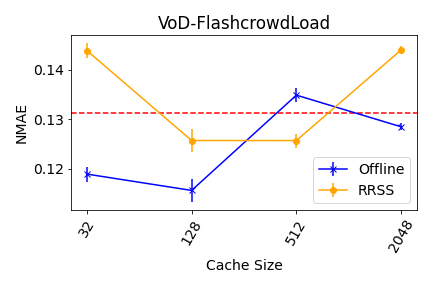 VoD-FlashcrowdLoad
0.14
0.13
0.12
NMAE
Offline
RRSS
32
128
512
2048
Cache Size